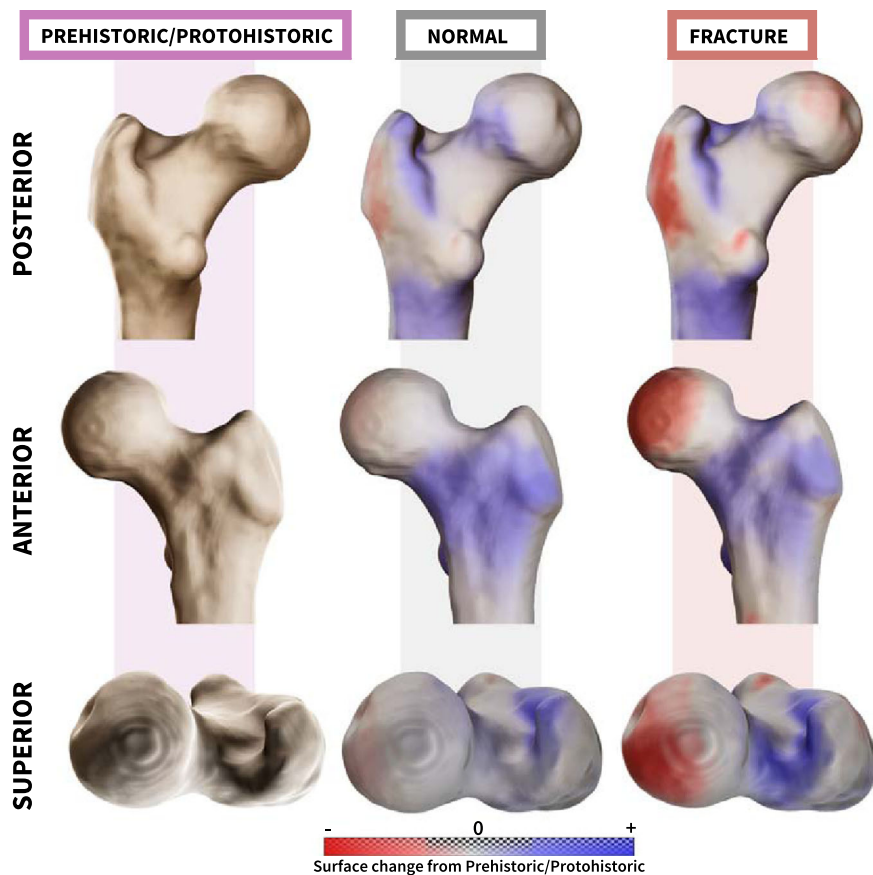 PREHISTORIC/PROTOHISTORIC
NORMAL
FRACTURE
POSTERIOR
ANTERIOR
SUPERIOR
- 0 +
Surface change from Prehistoric/Protohistoric